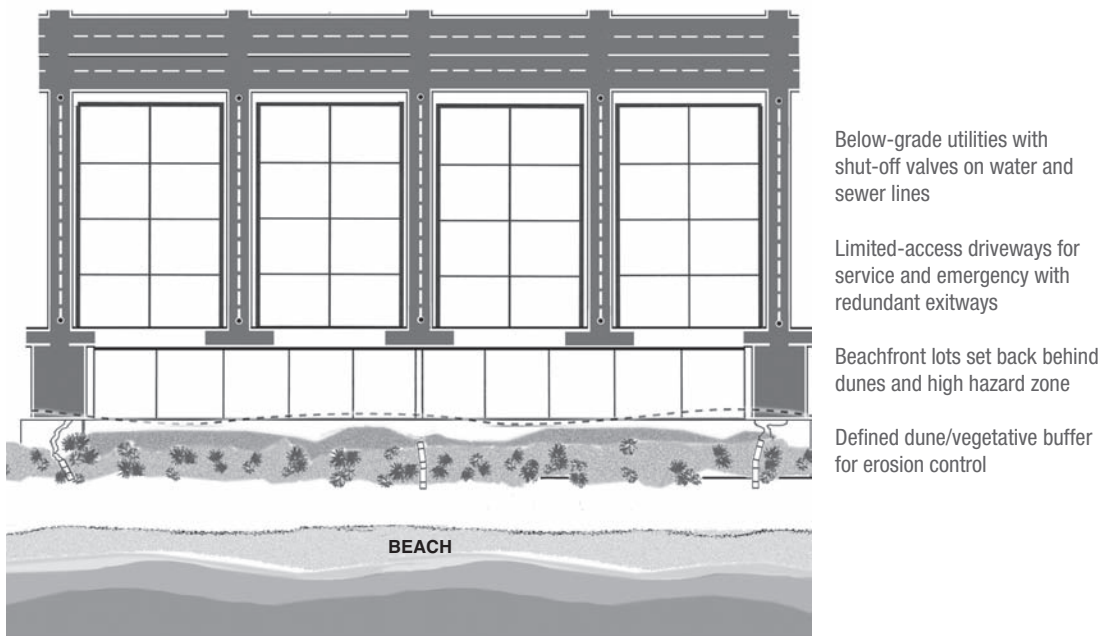 Below-grade utilities with
shut-off valves on water and
sewer lines
Limited-access driveways for
service and emergency with
redundant exitways
Beachfront lots set back behind
dunes and high hazard zone
Defined dune/vegetative buffer
for erosion control
BEACH